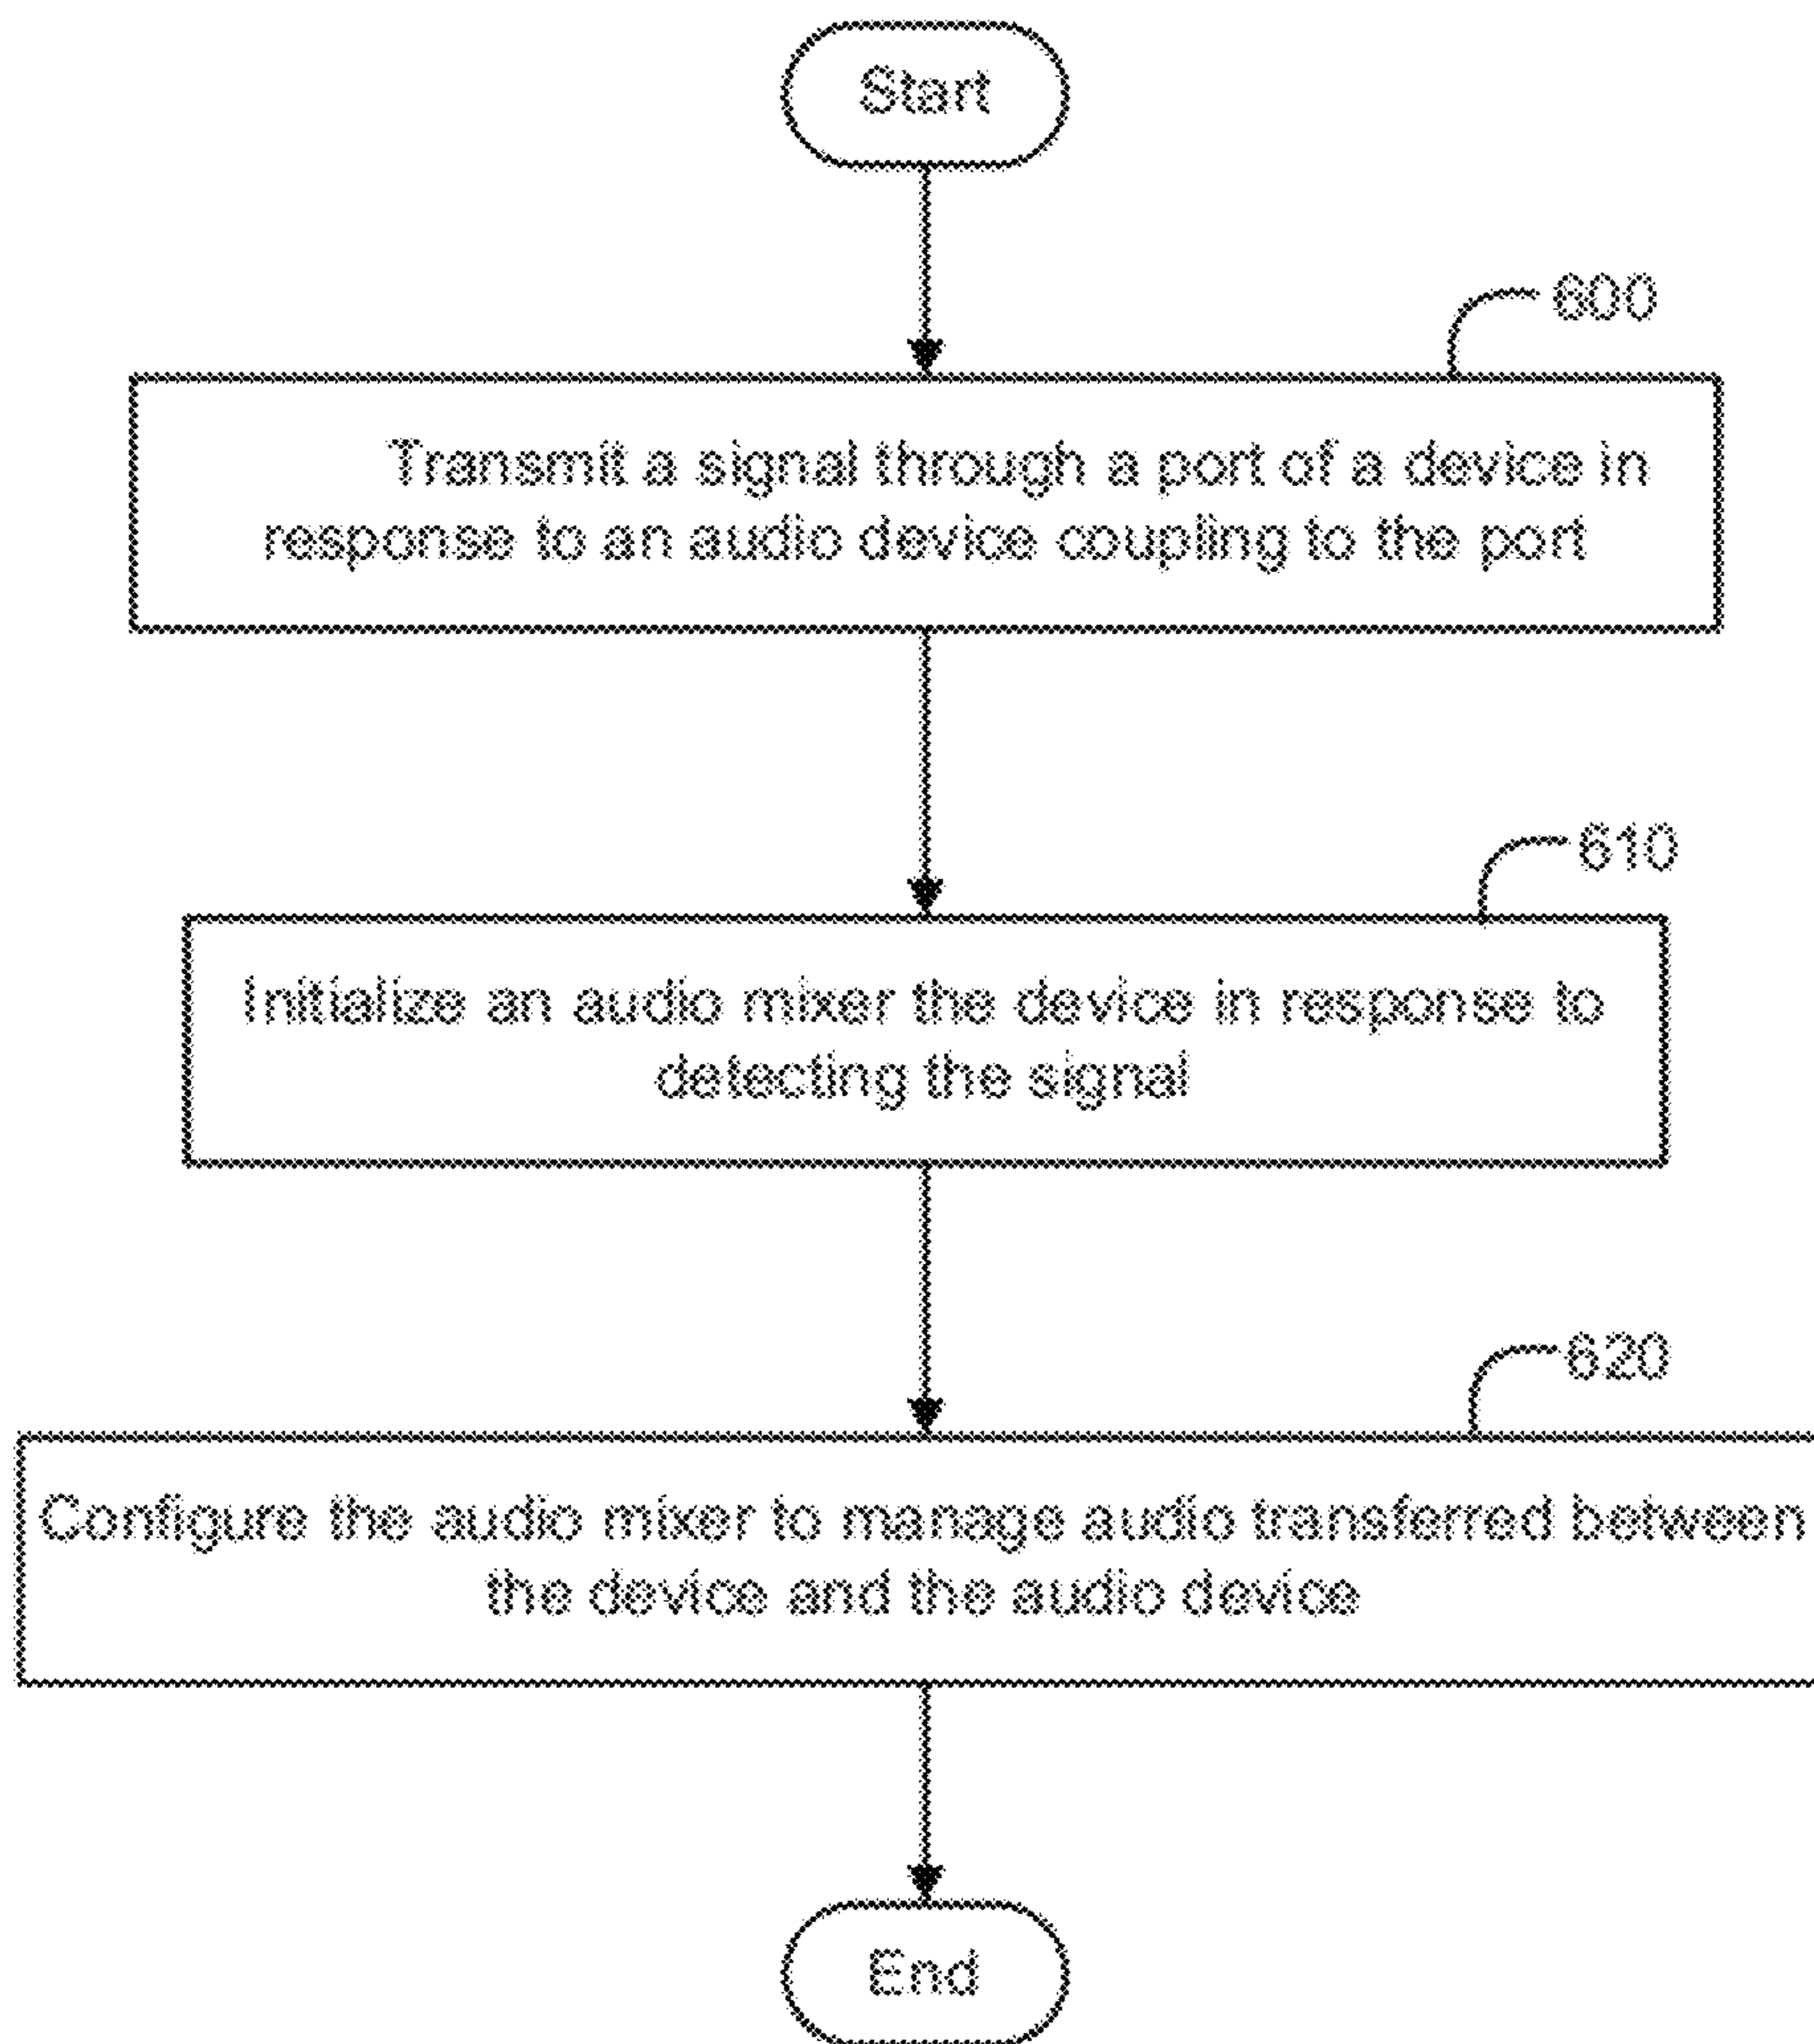 Start
600
Transmit a signal through a port of a device in
response to an audio device coupling to the port
610
Initialize an audio mixer the device in response to
detecting the signal
620
Configure the audio mixer to manage audio transferred between
the device and the audio device
End